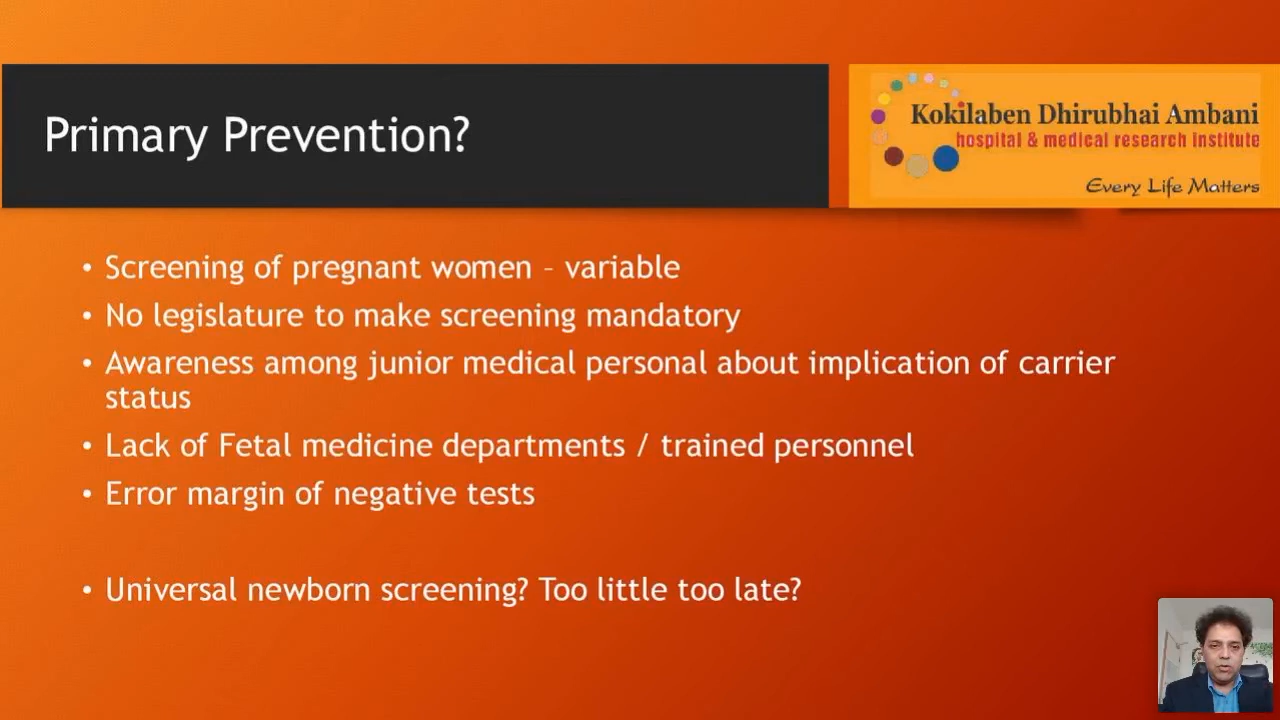 Primary Prevention?
Kokilaben Dhirubhai Ambani
hospital & medical research institute
Every Life Matters
• Screening of pregnant women – variable
• No legislature to make screening mandatory
• Awareness among junior medical personal about implication of carrier
status
• Lack of Fetal medicine departments / trained personnel
• Error margin of negative tests
• Universal newborn screening? Too little too late?